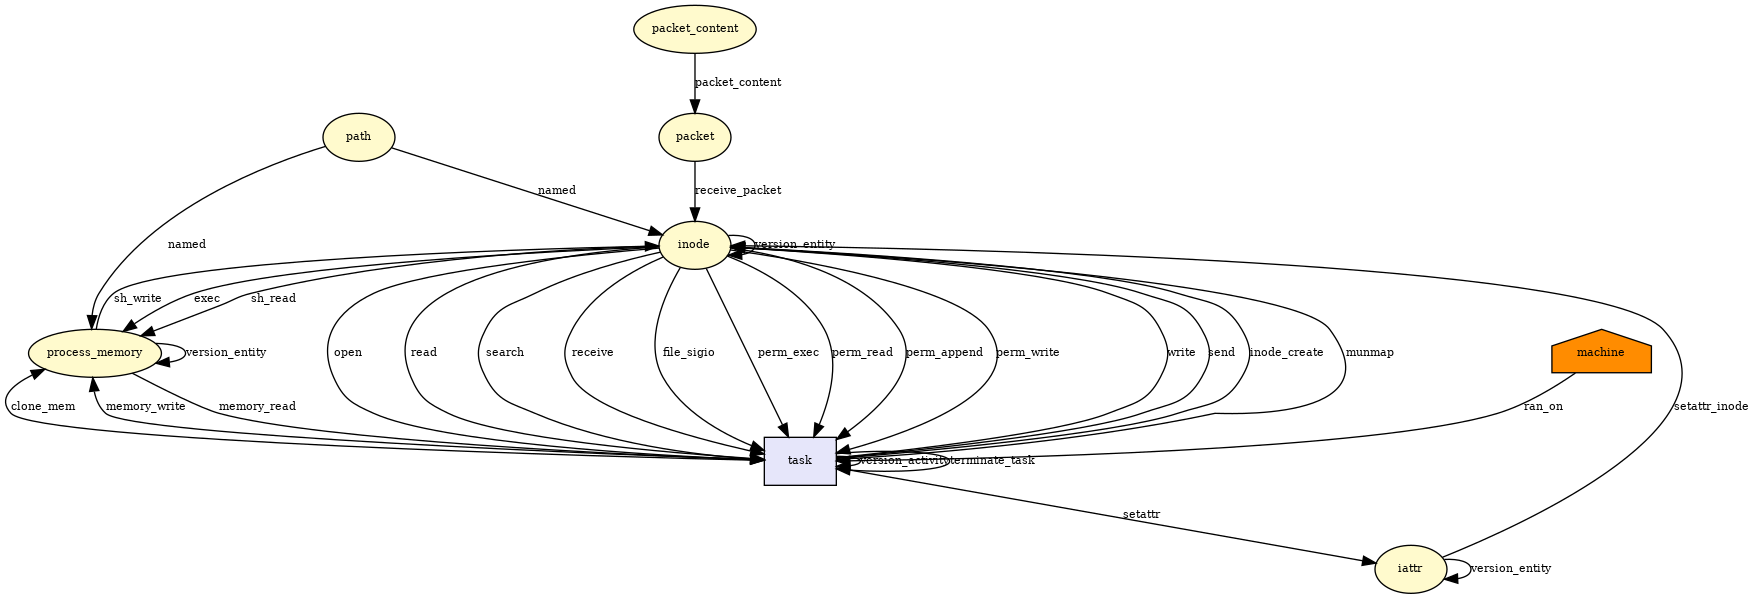 packet_content
packet_content
path
packet
named
receive_packet
inode
version_entity
named
sh_write
exec
sh_read
process_memory
version_entity
open
read
search
receive
file_sigio
perm_exec
perm_read
perm_append
perm_write
write
send
inode_create
munmap
machine
clone_mem
memory_write
memory_read
ran_on
setattr_inode
task
version_activity
terminate_task
setattr
iattr
version_entity